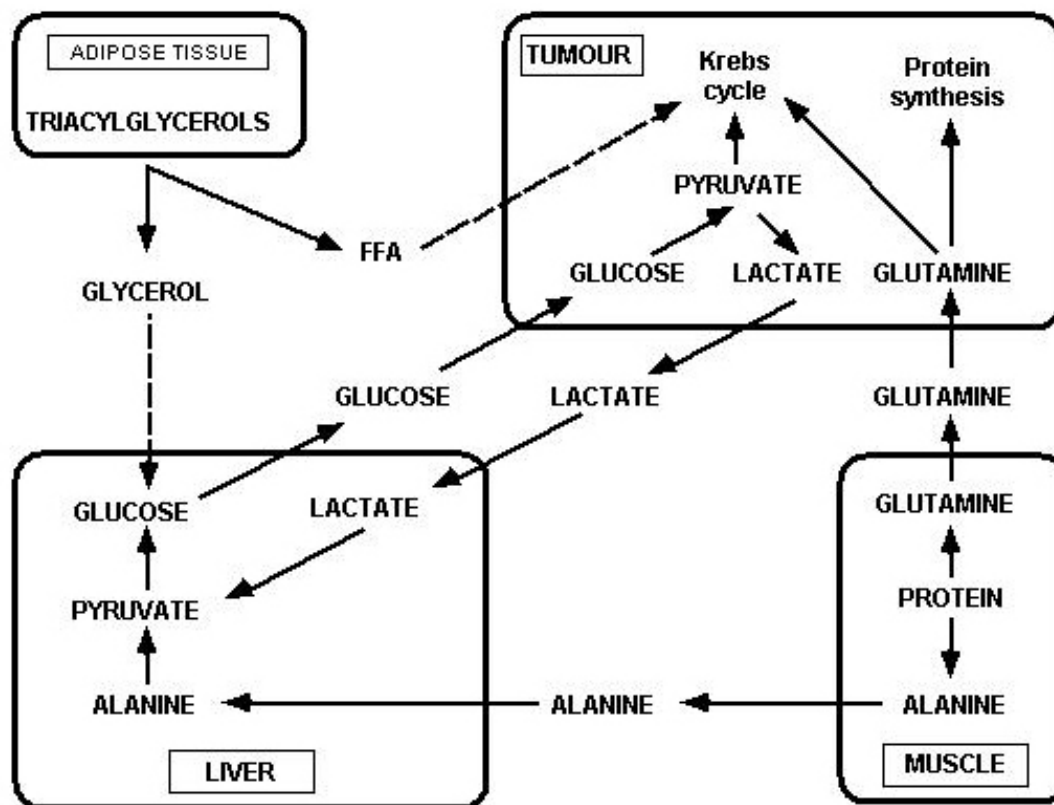 ADIPOSE TISSUE
TRIACYLGLYCEROLS
TUMOUR
Krebs
cycle
Protein
synthesis
PYRUVATE
FFA
GLUCOSE
LACTATE
GLUTAMINE
GLYCEROL
GLUCOSE
LACTATE
GLUTAMINE
GLUCOSE
LACTATE
GLUTAMINE
PYRUVATE
PROTEIN
ALANINE
ALANINE
ALANINE
LIVER
MUSCLE